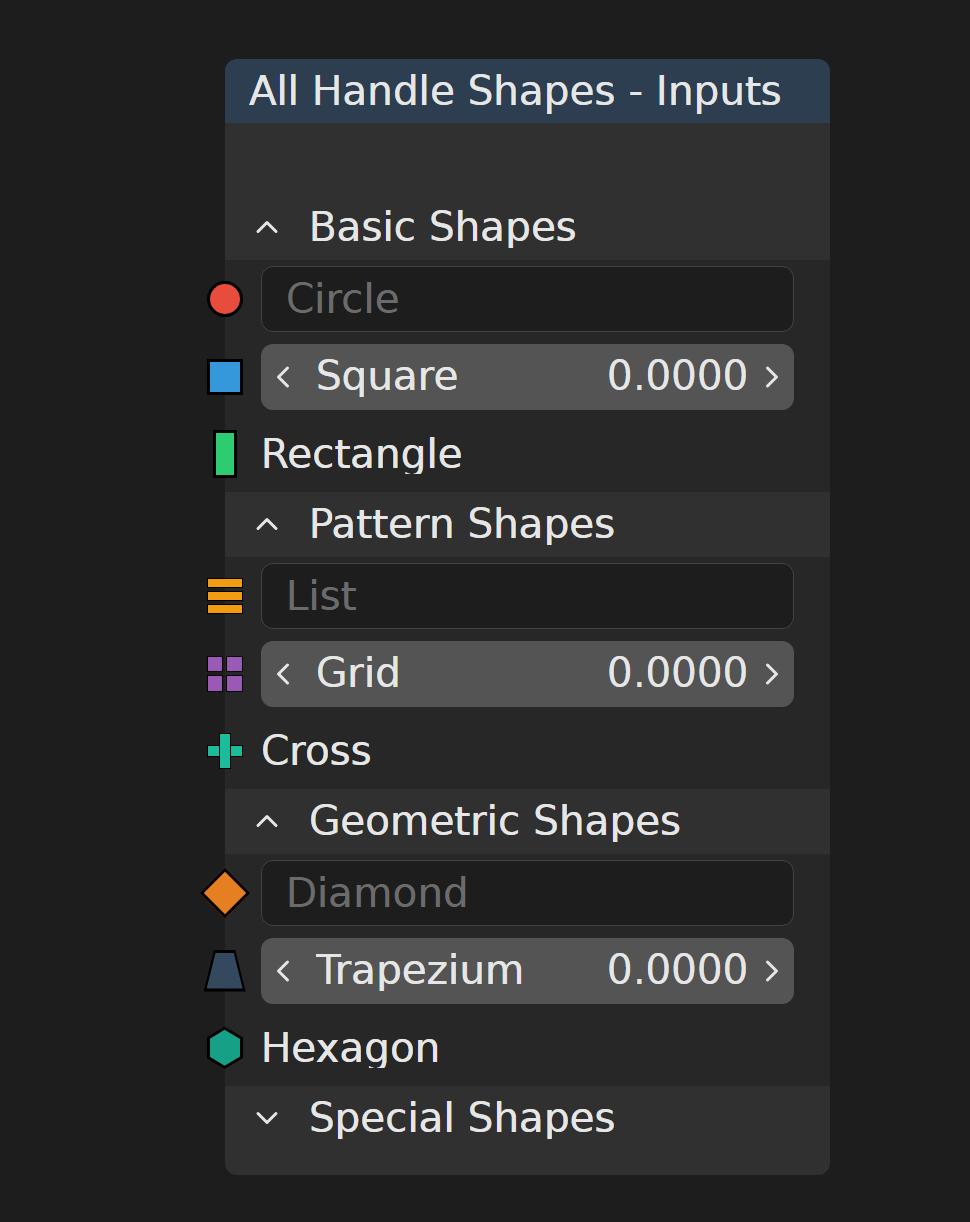 All Handle Shapes - Inputs
Basic Shapes
Circle
Square 0.0000
Rectangle
Pattern Shapes
List
Grid 0.0000
Cross
Geometric Shapes
Diamond
Trapezium 0.0000
Hexagon
Special Shapes